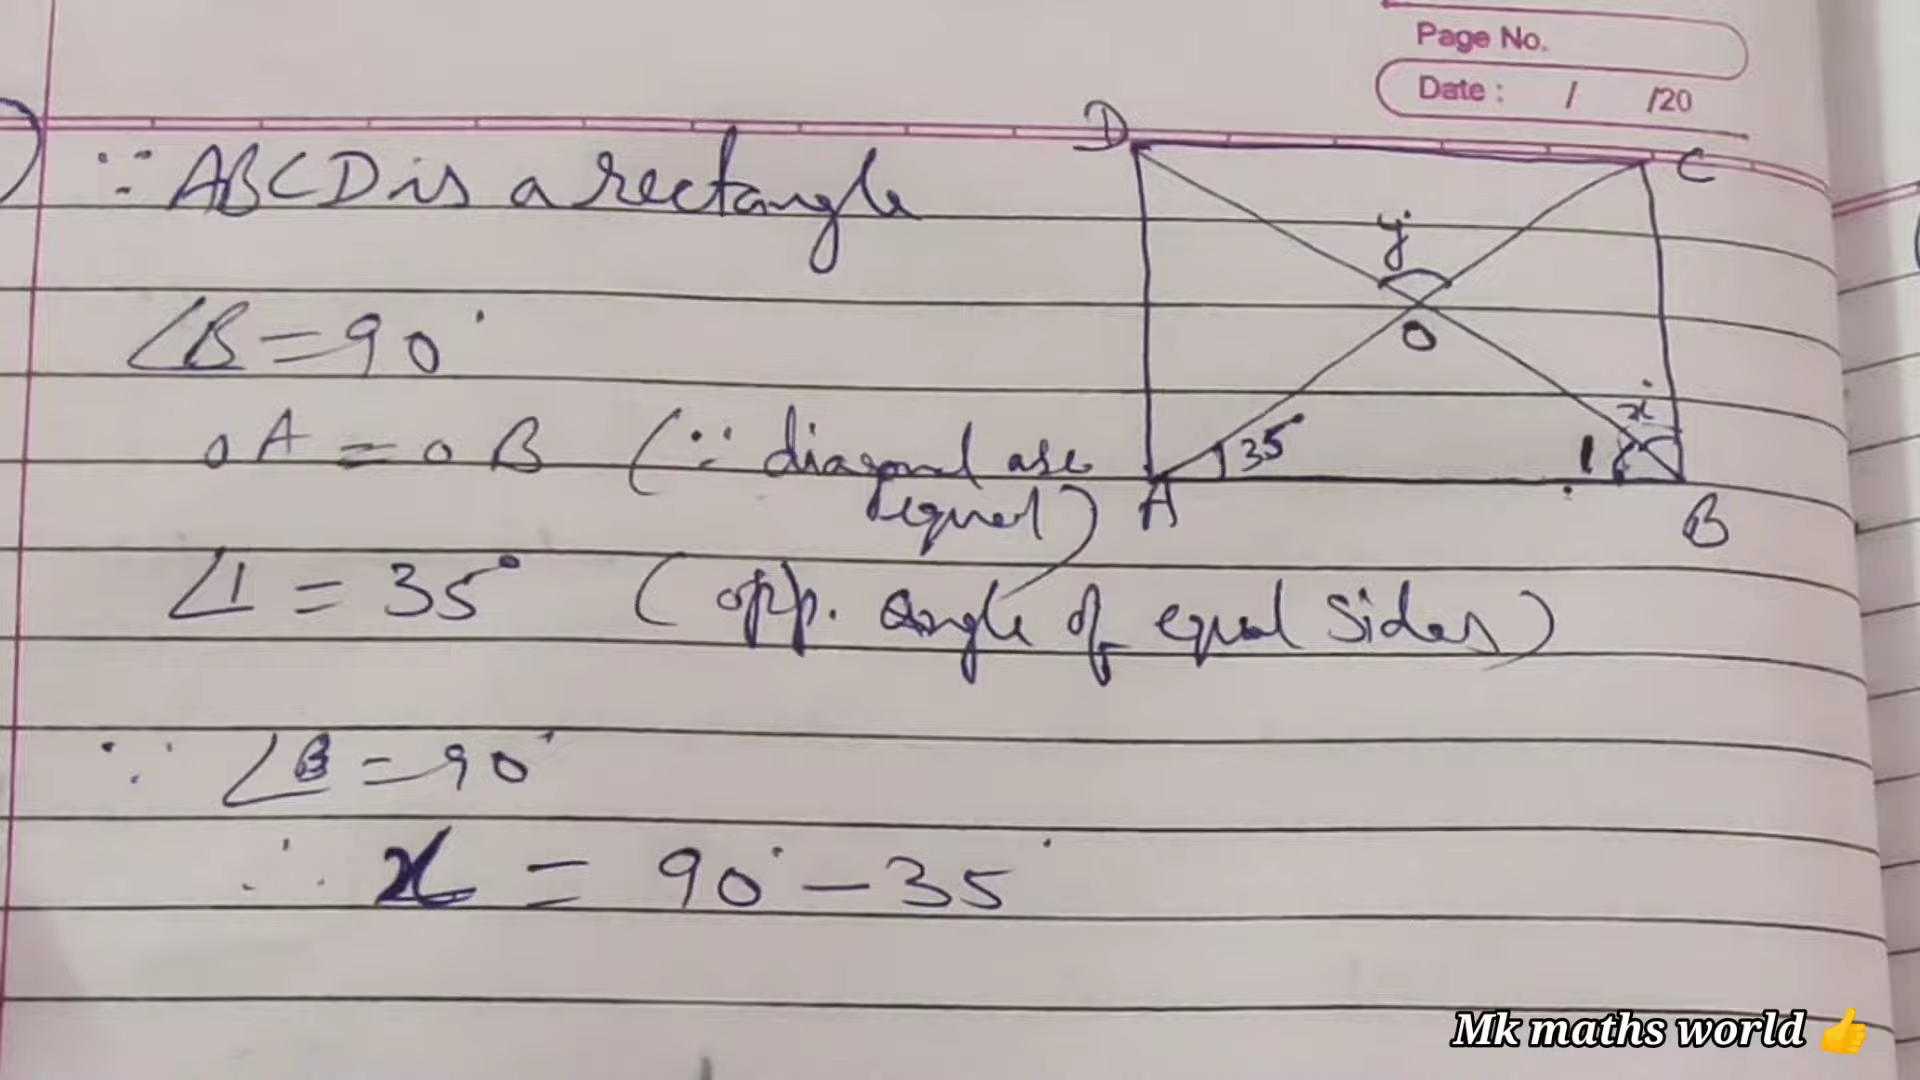 Page No.
Date : / /20
∵ ABCD is a rectangle
∠B = 90°
OA = OB (∵ diagonal are
equal)
∠1 = 35° (opp. angle of equal sides)
∵ ∠B = 90°
∴ x = 90° - 35°
D
C
y°
O
35°
1
x°
A
B
Mk maths world 👍